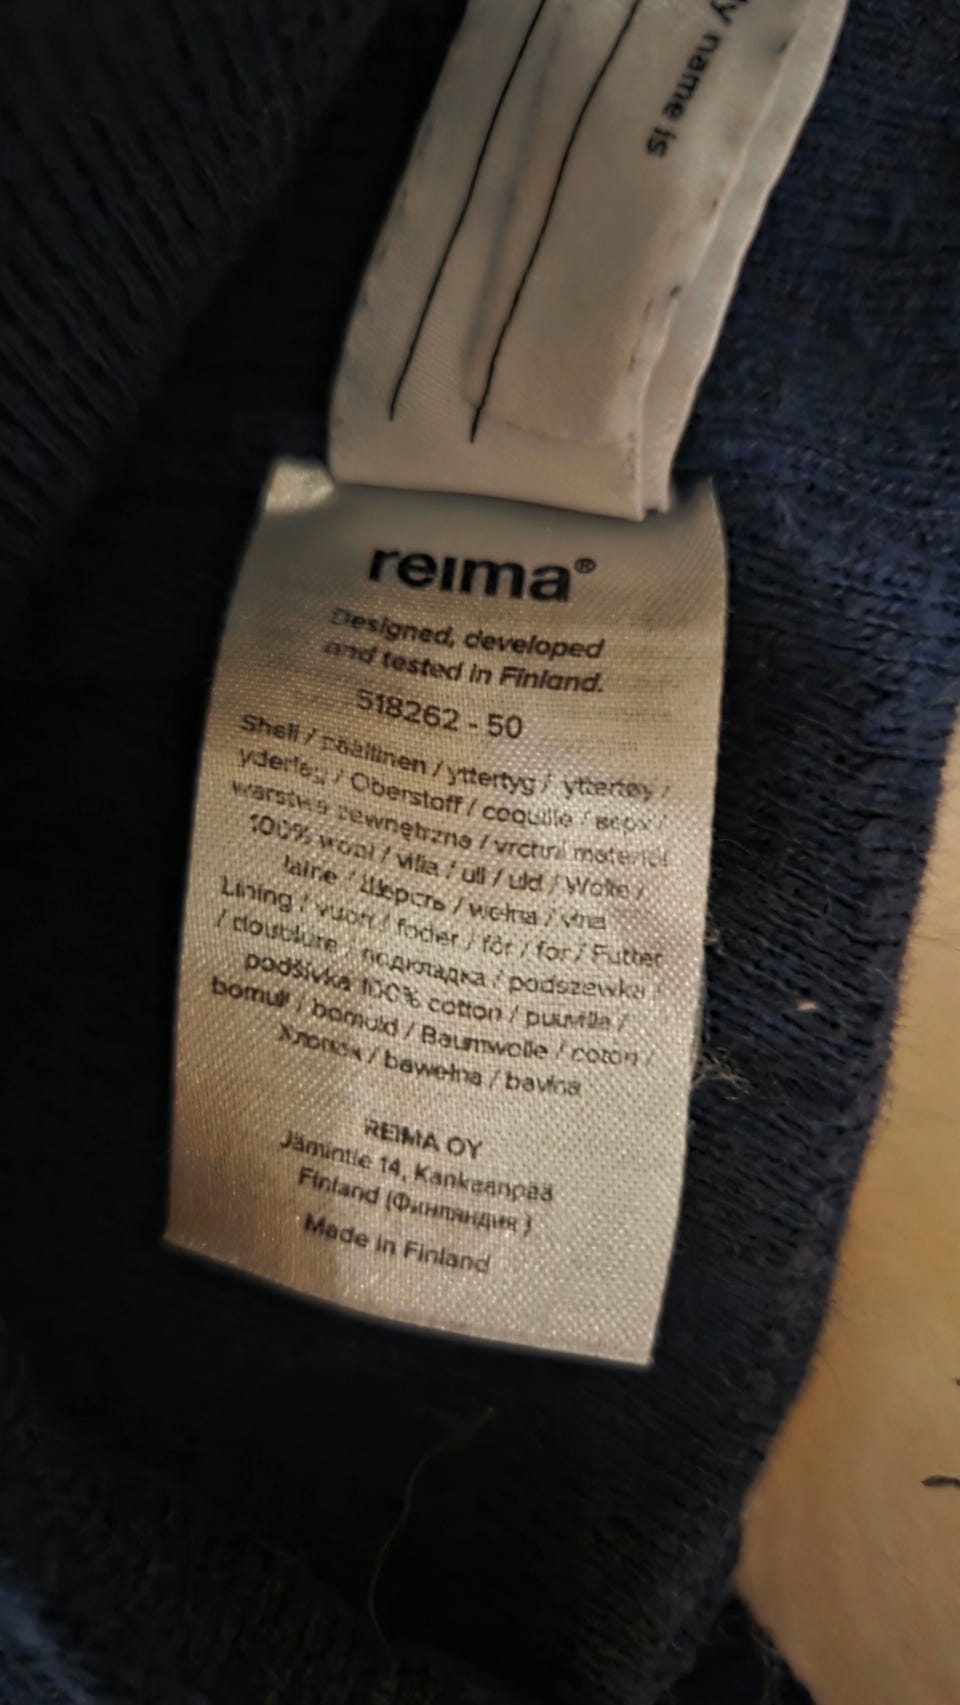 My name is
reima®
Designed, developed
and tested in Finland.
518262 - 50
Shell / päällinen / yttertyg / yttertøy /
yderlag / Oberstoff / coquille / верх /
warstwa zewnętrzna / vrchní materiál
100% wool / villa / ull / uld / Wolle /
laine / Шерсть / wełna / vlna
Lining / vuori / foder / fôr / for / Futter
/ doublure / подкладка / podszewka /
podšívka 100% cotton / puuvilla /
bomull / bomuld / Baumwolle / coton /
Хлопок / bawełna / bavlna
REIMA OY
Jämintie 14, Kankaanpää
Finland (Финляндия)
Made in Finland